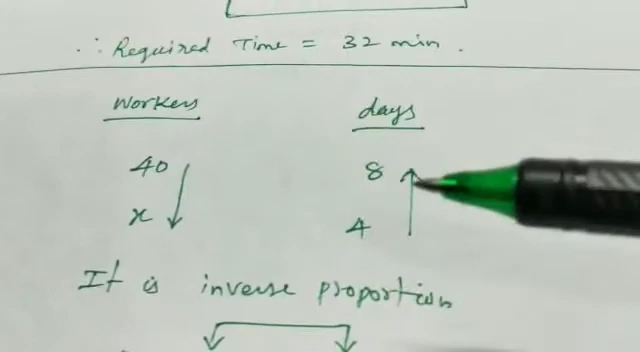 ∴ Required Time = 32 min.
Workers days
40 8
x 4
It is inverse proportion